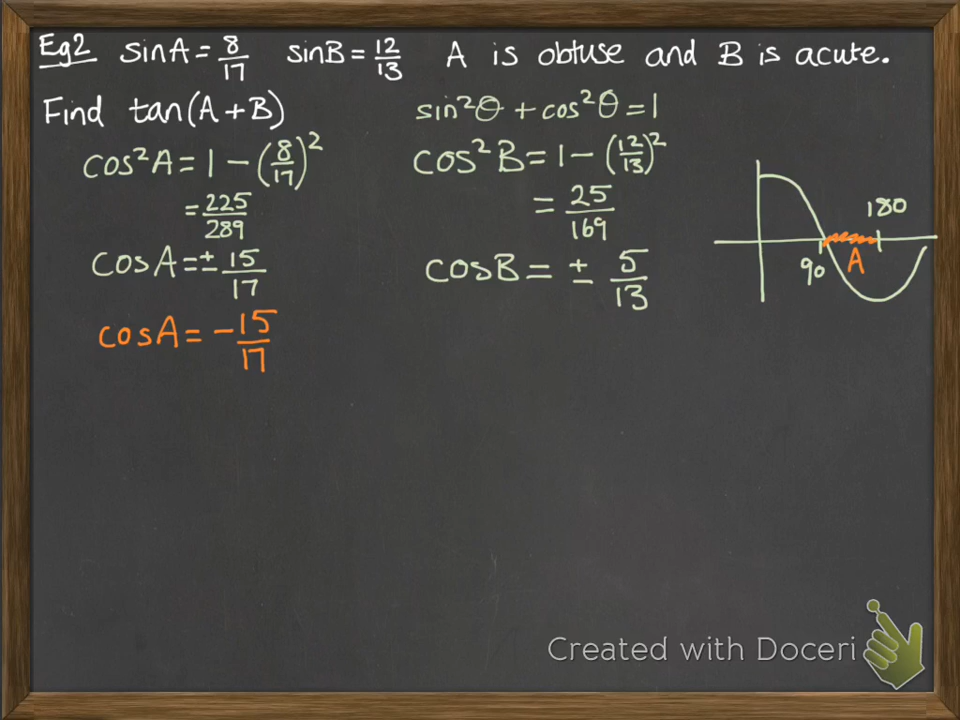 Eg2 sinA = 8/17 sinB = 12/13 A is obtuse and B is acute.
Find tan(A+B)
sin²θ + cos²θ = 1
cos²A = 1 − (8/17)²
= 225/289
cosA = ± 15/17
cosA = −15/17
cos²B = 1 − (12/13)²
= 25/169
cosB = ± 5/13
180
90
A
Created with Doceri